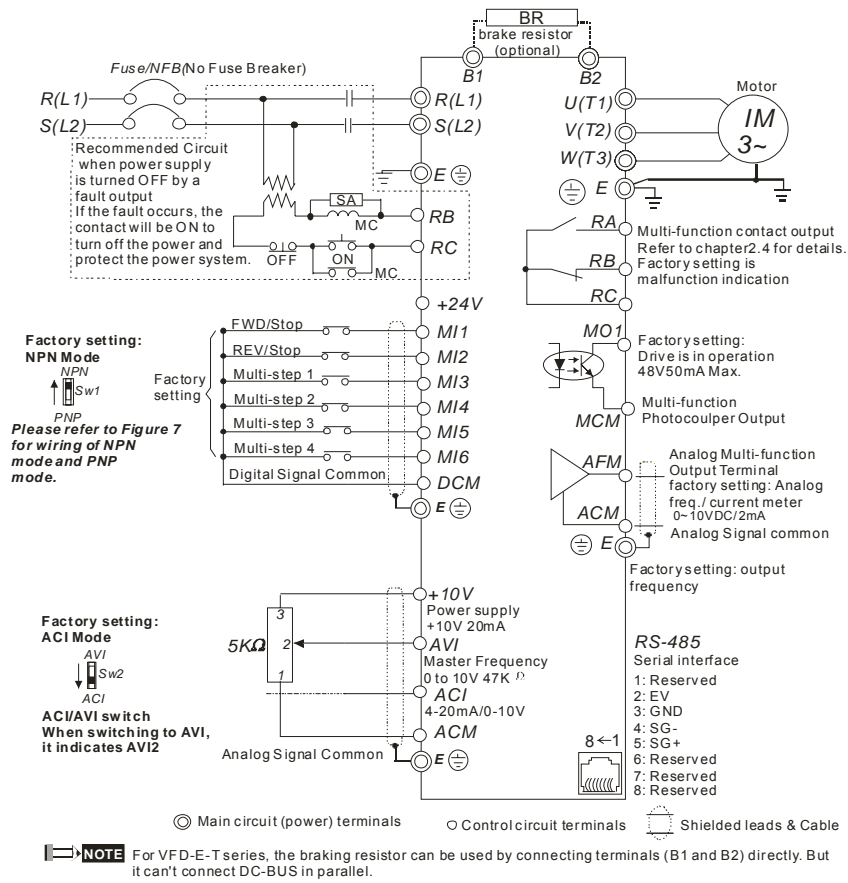 BR
brake resistor
(optional)
B1
B2
Fuse/NFB(No Fuse Breaker)
R(L1)
S(L2)
R(L1)
S(L2)
E
Recommended Circuit
when power supply
is turned OFF by a
fault output
If the fault occurs, the
contact will be ON to
turn off the power and
protect the power system.
SA
MC
OFF
ON
MC
RB
RC
Motor
U(T1)
V(T2)
W(T3)
IM
3~
E
RA
RB
RC
Multi-function contact output
Refer to chapter2.4 for details.
Factory setting is
malfunction indication
+24V
Factory setting:
NPN Mode
NPN
Sw1
PNP
Please refer to Figure 7
for wiring of NPN
mode and PNP
mode.
Factory
setting
FWD/Stop
MI1
REV/Stop
MI2
Multi-step 1
MI3
Multi-step 2
MI4
Multi-step 3
MI5
Multi-step 4
MI6
Digital Signal Common
DCM
E
MO1
Factory setting:
Drive is in operation
48V50mA Max.
MCM
Multi-function
Photocoulper Output
AFM
Analog Multi-function
Output Terminal
factory setting: Analog
freq./ current meter
0~10VDC/2mA
ACM
Analog Signal common
E
Factory setting: output
frequency
Factory setting:
ACI Mode
AVI
Sw2
ACI
ACI/AVI switch
When switching to AVI,
it indicates AVI2
5KΩ
3
2
1
+10V
Power supply
+10V 20mA
AVI
Master Frequency
0 to 10V 47K Ω
ACI
4-20mA/0-10V
ACM
Analog Signal Common
E
RS-485
Serial interface
1: Reserved
2: EV
3: GND
4: SG-
5: SG+
6: Reserved
7: Reserved
8: Reserved
8←1
Main circuit (power) terminals
Control circuit terminals
Shielded leads & Cable
NOTE For VFD-E-T series, the braking resistor can be used by connecting terminals (B1 and B2) directly. But
it can't connect DC-BUS in parallel.